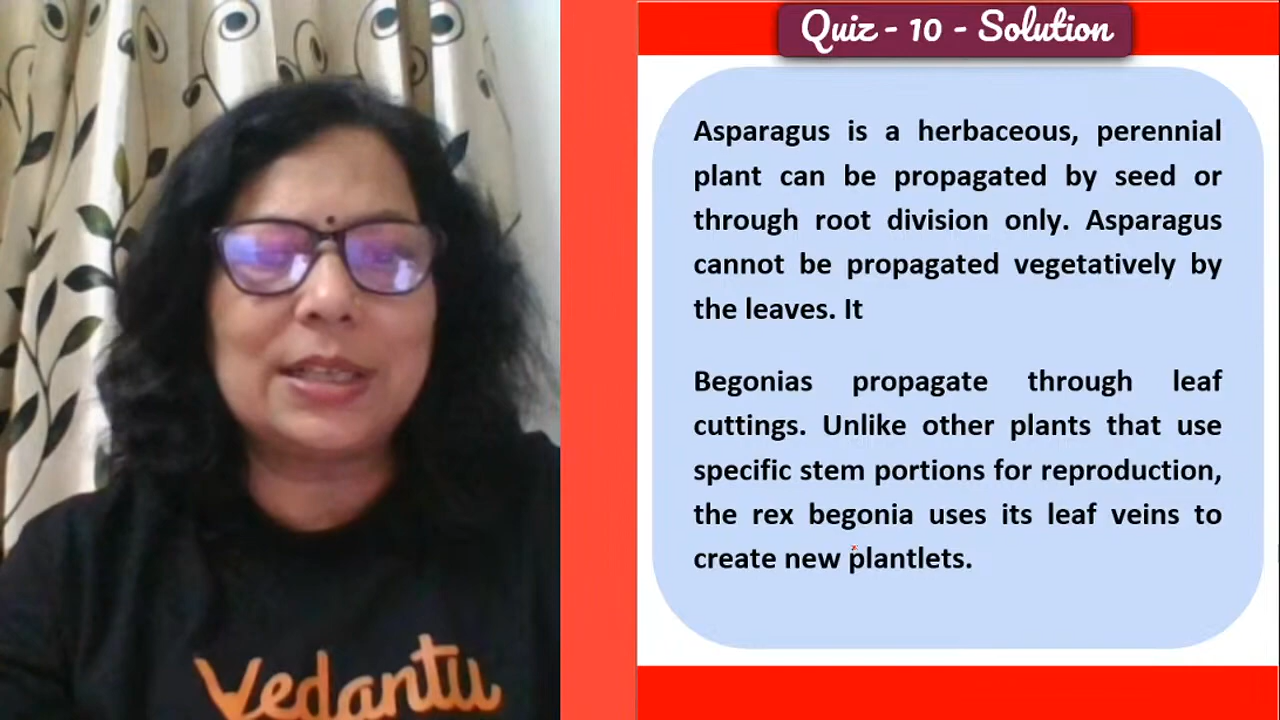 Quiz - 10 - Solution
Asparagus is a herbaceous, perennial
plant can be propagated by seed or
through root division only. Asparagus
cannot be propagated vegetatively by
the leaves. It
Begonias propagate through leaf
cuttings. Unlike other plants that use
specific stem portions for reproduction,
the rex begonia uses its leaf veins to
create new plantlets.
Vedantu